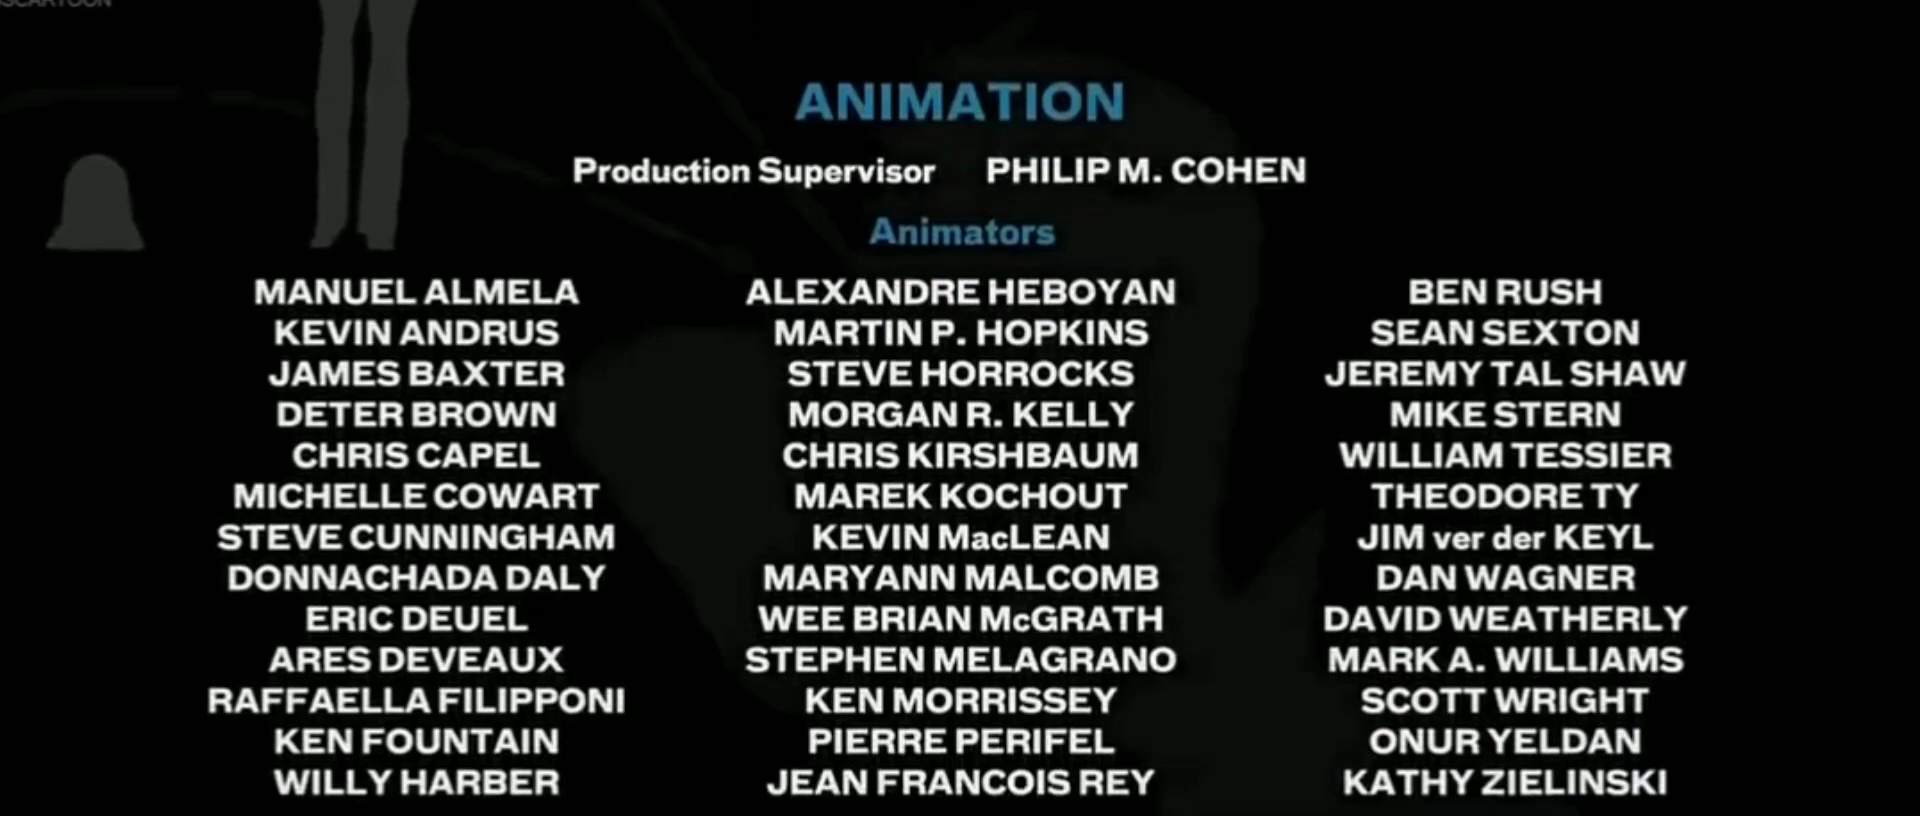 ANIMATION
Production Supervisor PHILIP M. COHEN
Animators
MANUEL ALMELA
KEVIN ANDRUS
JAMES BAXTER
DETER BROWN
CHRIS CAPEL
MICHELLE COWART
STEVE CUNNINGHAM
DONNACHADA DALY
ERIC DEUEL
ARES DEVEAUX
RAFFAELLA FILIPPONI
KEN FOUNTAIN
WILLY HARBER
ALEXANDRE HEBOYAN
MARTIN P. HOPKINS
STEVE HORROCKS
MORGAN R. KELLY
CHRIS KIRSHBAUM
MAREK KOCHOUT
KEVIN MacLEAN
MARYANN MALCOMB
WEE BRIAN McGRATH
STEPHEN MELAGRANO
KEN MORRISSEY
PIERRE PERIFEL
JEAN FRANCOIS REY
BEN RUSH
SEAN SEXTON
JEREMY TAL SHAW
MIKE STERN
WILLIAM TESSIER
THEODORE TY
JIM ver der KEYL
DAN WAGNER
DAVID WEATHERLY
MARK A. WILLIAMS
SCOTT WRIGHT
ONUR YELDAN
KATHY ZIELINSKI